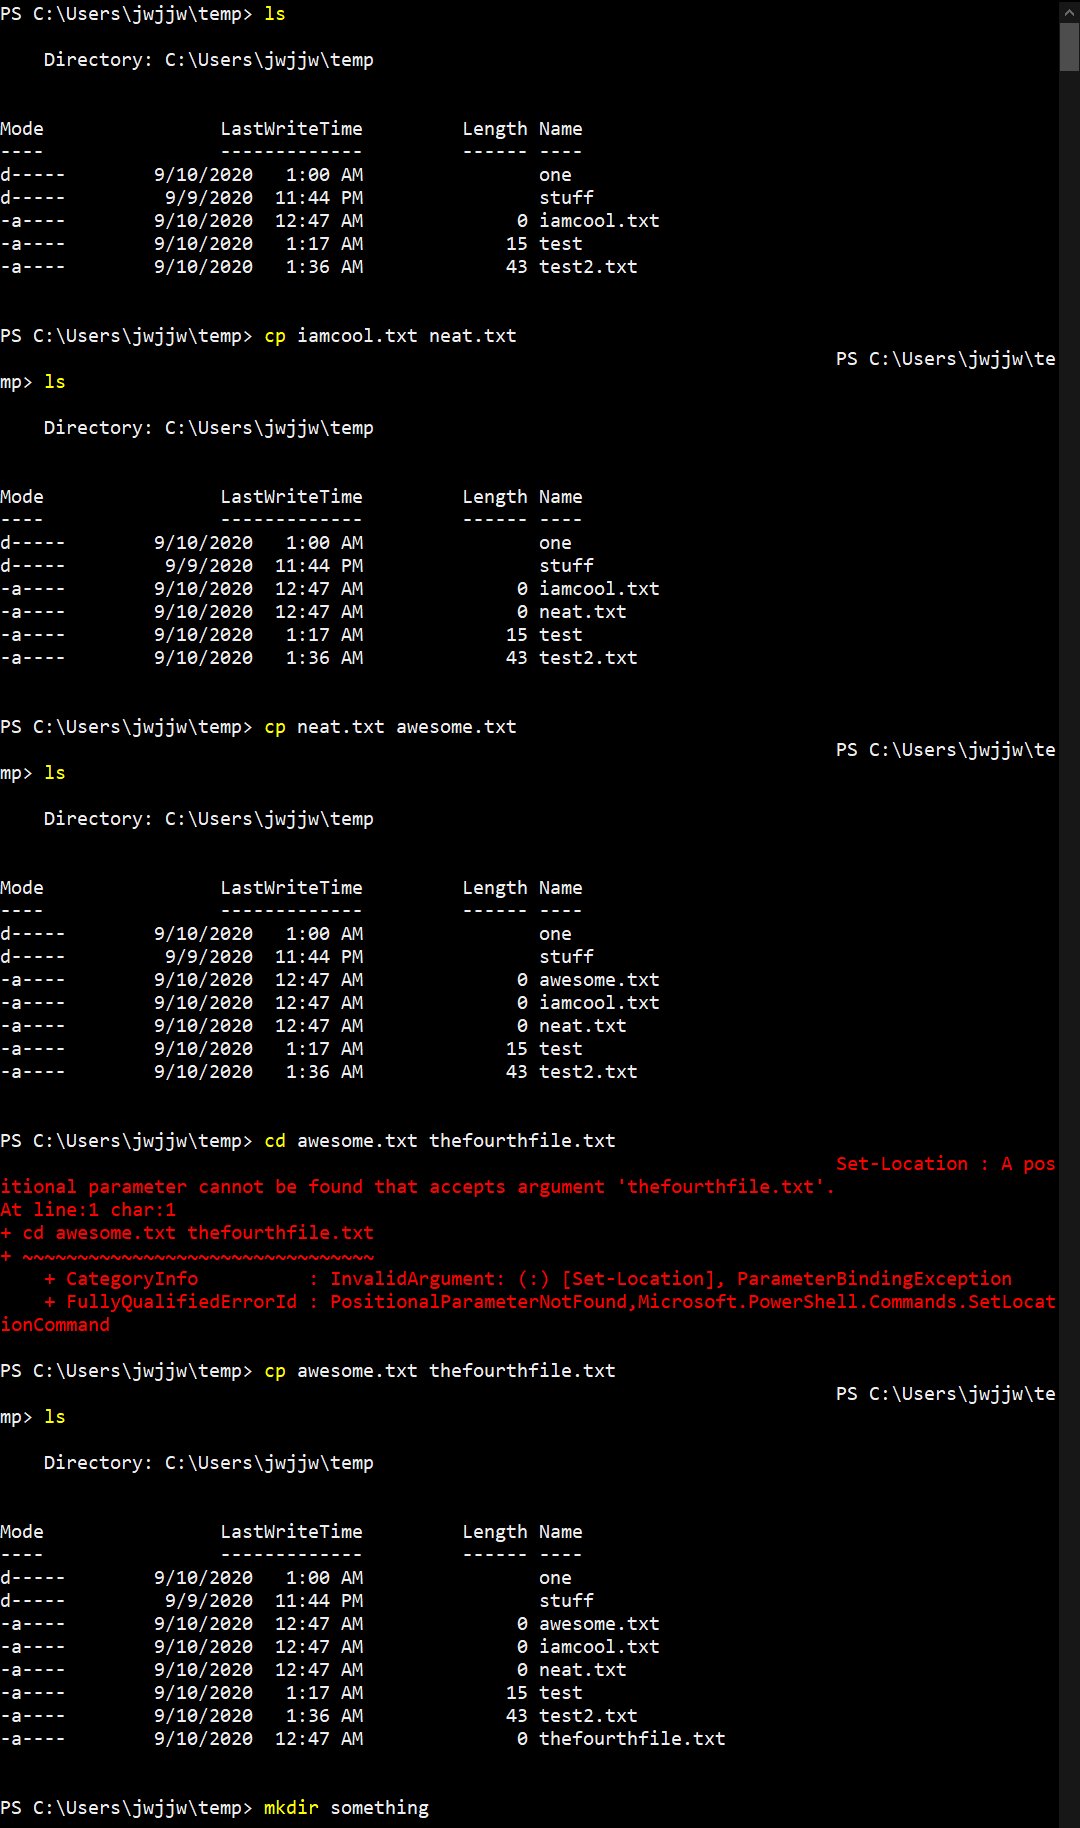 PS C:\Users\jwjjw\temp> ls
    Directory: C:\Users\jwjjw\temp
Mode                LastWriteTime         Length Name
----                -------------         ------ ----
d-----        9/10/2020   1:00 AM                one
d-----         9/9/2020  11:44 PM                stuff
-a----        9/10/2020  12:47 AM              0 iamcool.txt
-a----        9/10/2020   1:17 AM             15 test
-a----        9/10/2020   1:36 AM             43 test2.txt
PS C:\Users\jwjjw\temp> cp iamcool.txt neat.txt
                                                                            PS C:\Users\jwjjw\te
mp> ls
    Directory: C:\Users\jwjjw\temp
Mode                LastWriteTime         Length Name
----                -------------         ------ ----
d-----        9/10/2020   1:00 AM                one
d-----         9/9/2020  11:44 PM                stuff
-a----        9/10/2020  12:47 AM              0 iamcool.txt
-a----        9/10/2020  12:47 AM              0 neat.txt
-a----        9/10/2020   1:17 AM             15 test
-a----        9/10/2020   1:36 AM             43 test2.txt
PS C:\Users\jwjjw\temp> cp neat.txt awesome.txt
                                                                            PS C:\Users\jwjjw\te
mp> ls
    Directory: C:\Users\jwjjw\temp
Mode                LastWriteTime         Length Name
----                -------------         ------ ----
d-----        9/10/2020   1:00 AM                one
d-----         9/9/2020  11:44 PM                stuff
-a----        9/10/2020  12:47 AM              0 awesome.txt
-a----        9/10/2020  12:47 AM              0 iamcool.txt
-a----        9/10/2020  12:47 AM              0 neat.txt
-a----        9/10/2020   1:17 AM             15 test
-a----        9/10/2020   1:36 AM             43 test2.txt
PS C:\Users\jwjjw\temp> cd awesome.txt thefourthfile.txt
                                                                            Set-Location : A pos
itional parameter cannot be found that accepts argument 'thefourthfile.txt'.
At line:1 char:1
+ cd awesome.txt thefourthfile.txt
+ ~~~~~~~~~~~~~~~~~~~~~~~~~~~~~~~~
    + CategoryInfo          : InvalidArgument: (:) [Set-Location], ParameterBindingException
    + FullyQualifiedErrorId : PositionalParameterNotFound,Microsoft.PowerShell.Commands.SetLocat
ionCommand
PS C:\Users\jwjjw\temp> cp awesome.txt thefourthfile.txt
                                                                            PS C:\Users\jwjjw\te
mp> ls
    Directory: C:\Users\jwjjw\temp
Mode                LastWriteTime         Length Name
----                -------------         ------ ----
d-----        9/10/2020   1:00 AM                one
d-----         9/9/2020  11:44 PM                stuff
-a----        9/10/2020  12:47 AM              0 awesome.txt
-a----        9/10/2020  12:47 AM              0 iamcool.txt
-a----        9/10/2020  12:47 AM              0 neat.txt
-a----        9/10/2020   1:17 AM             15 test
-a----        9/10/2020   1:36 AM             43 test2.txt
-a----        9/10/2020  12:47 AM              0 thefourthfile.txt
PS C:\Users\jwjjw\temp> mkdir something